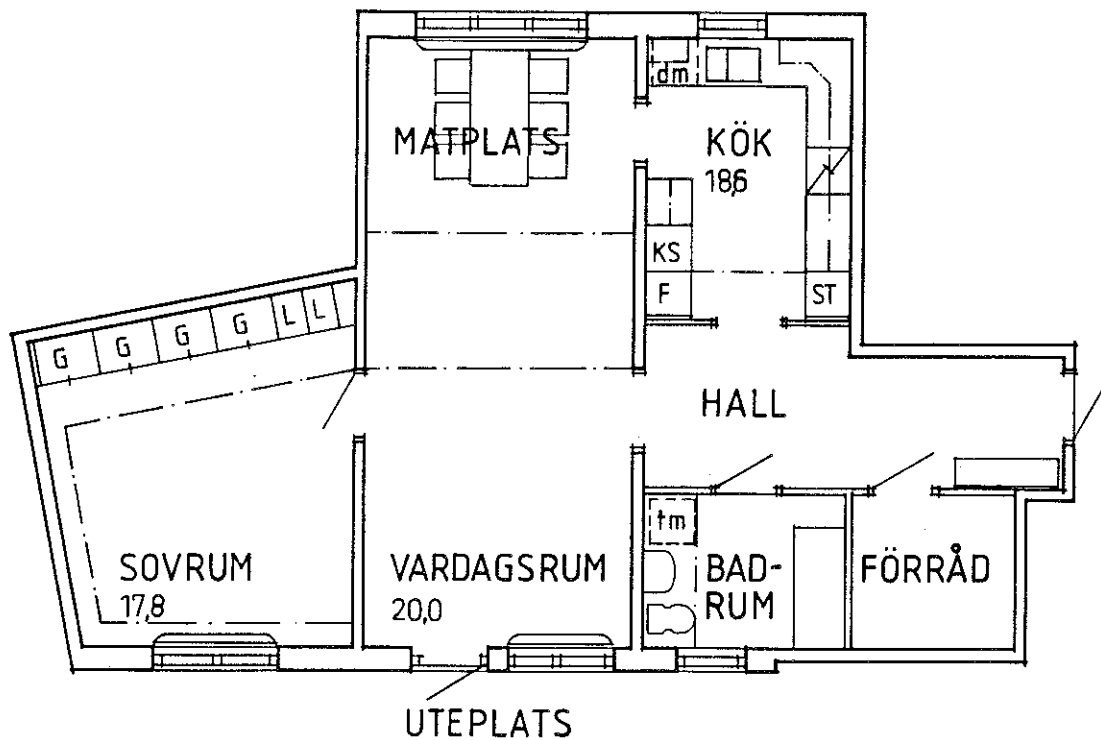 dm
MATPLATS
KÖK
18,6
KS
F
ST
G
G
G
G
L
L
HALL
tm
SOVRUM
17,8
VARDAGSRUM
20,0
BAD-
RUM
FÖRRÅD
UTEPLATS